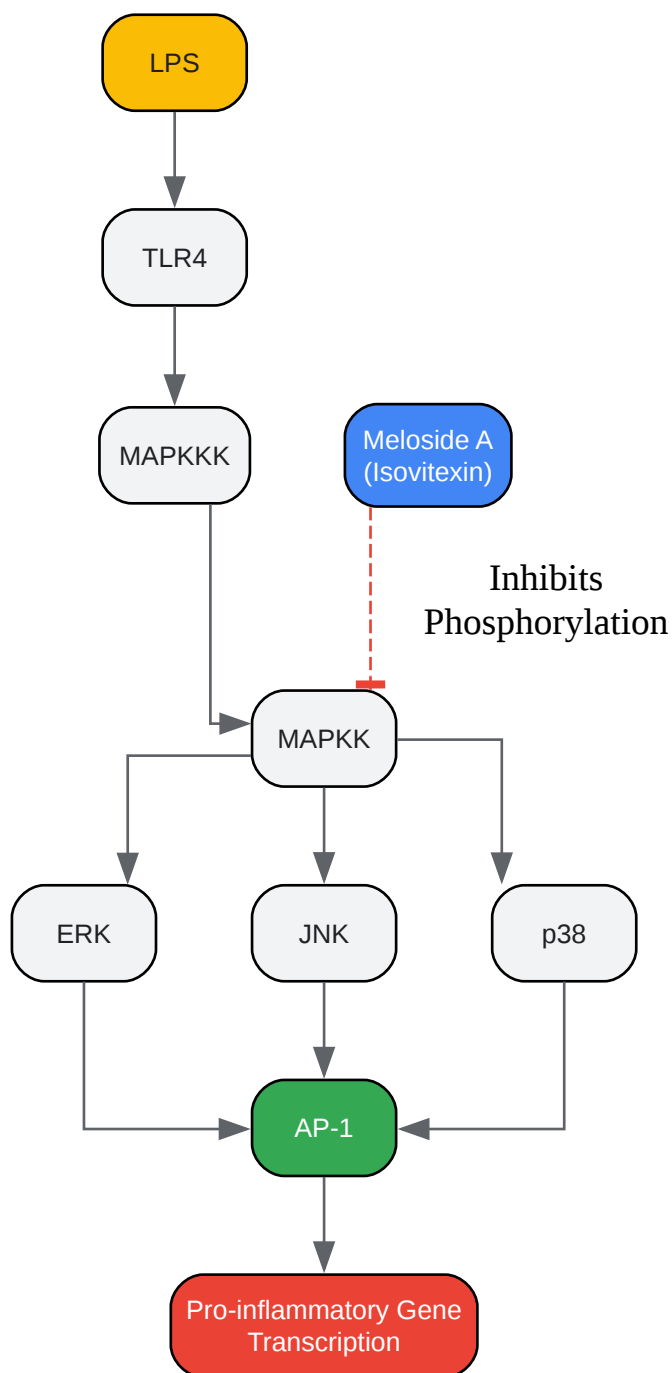 LPS
TLR4
MAPKKK
Meloside A
(Isovitexin)
Inhibits
Phosphorylation
MAPKK
ERK
JNK
p38
AP-1
Pro-inflammatory Gene
Transcription